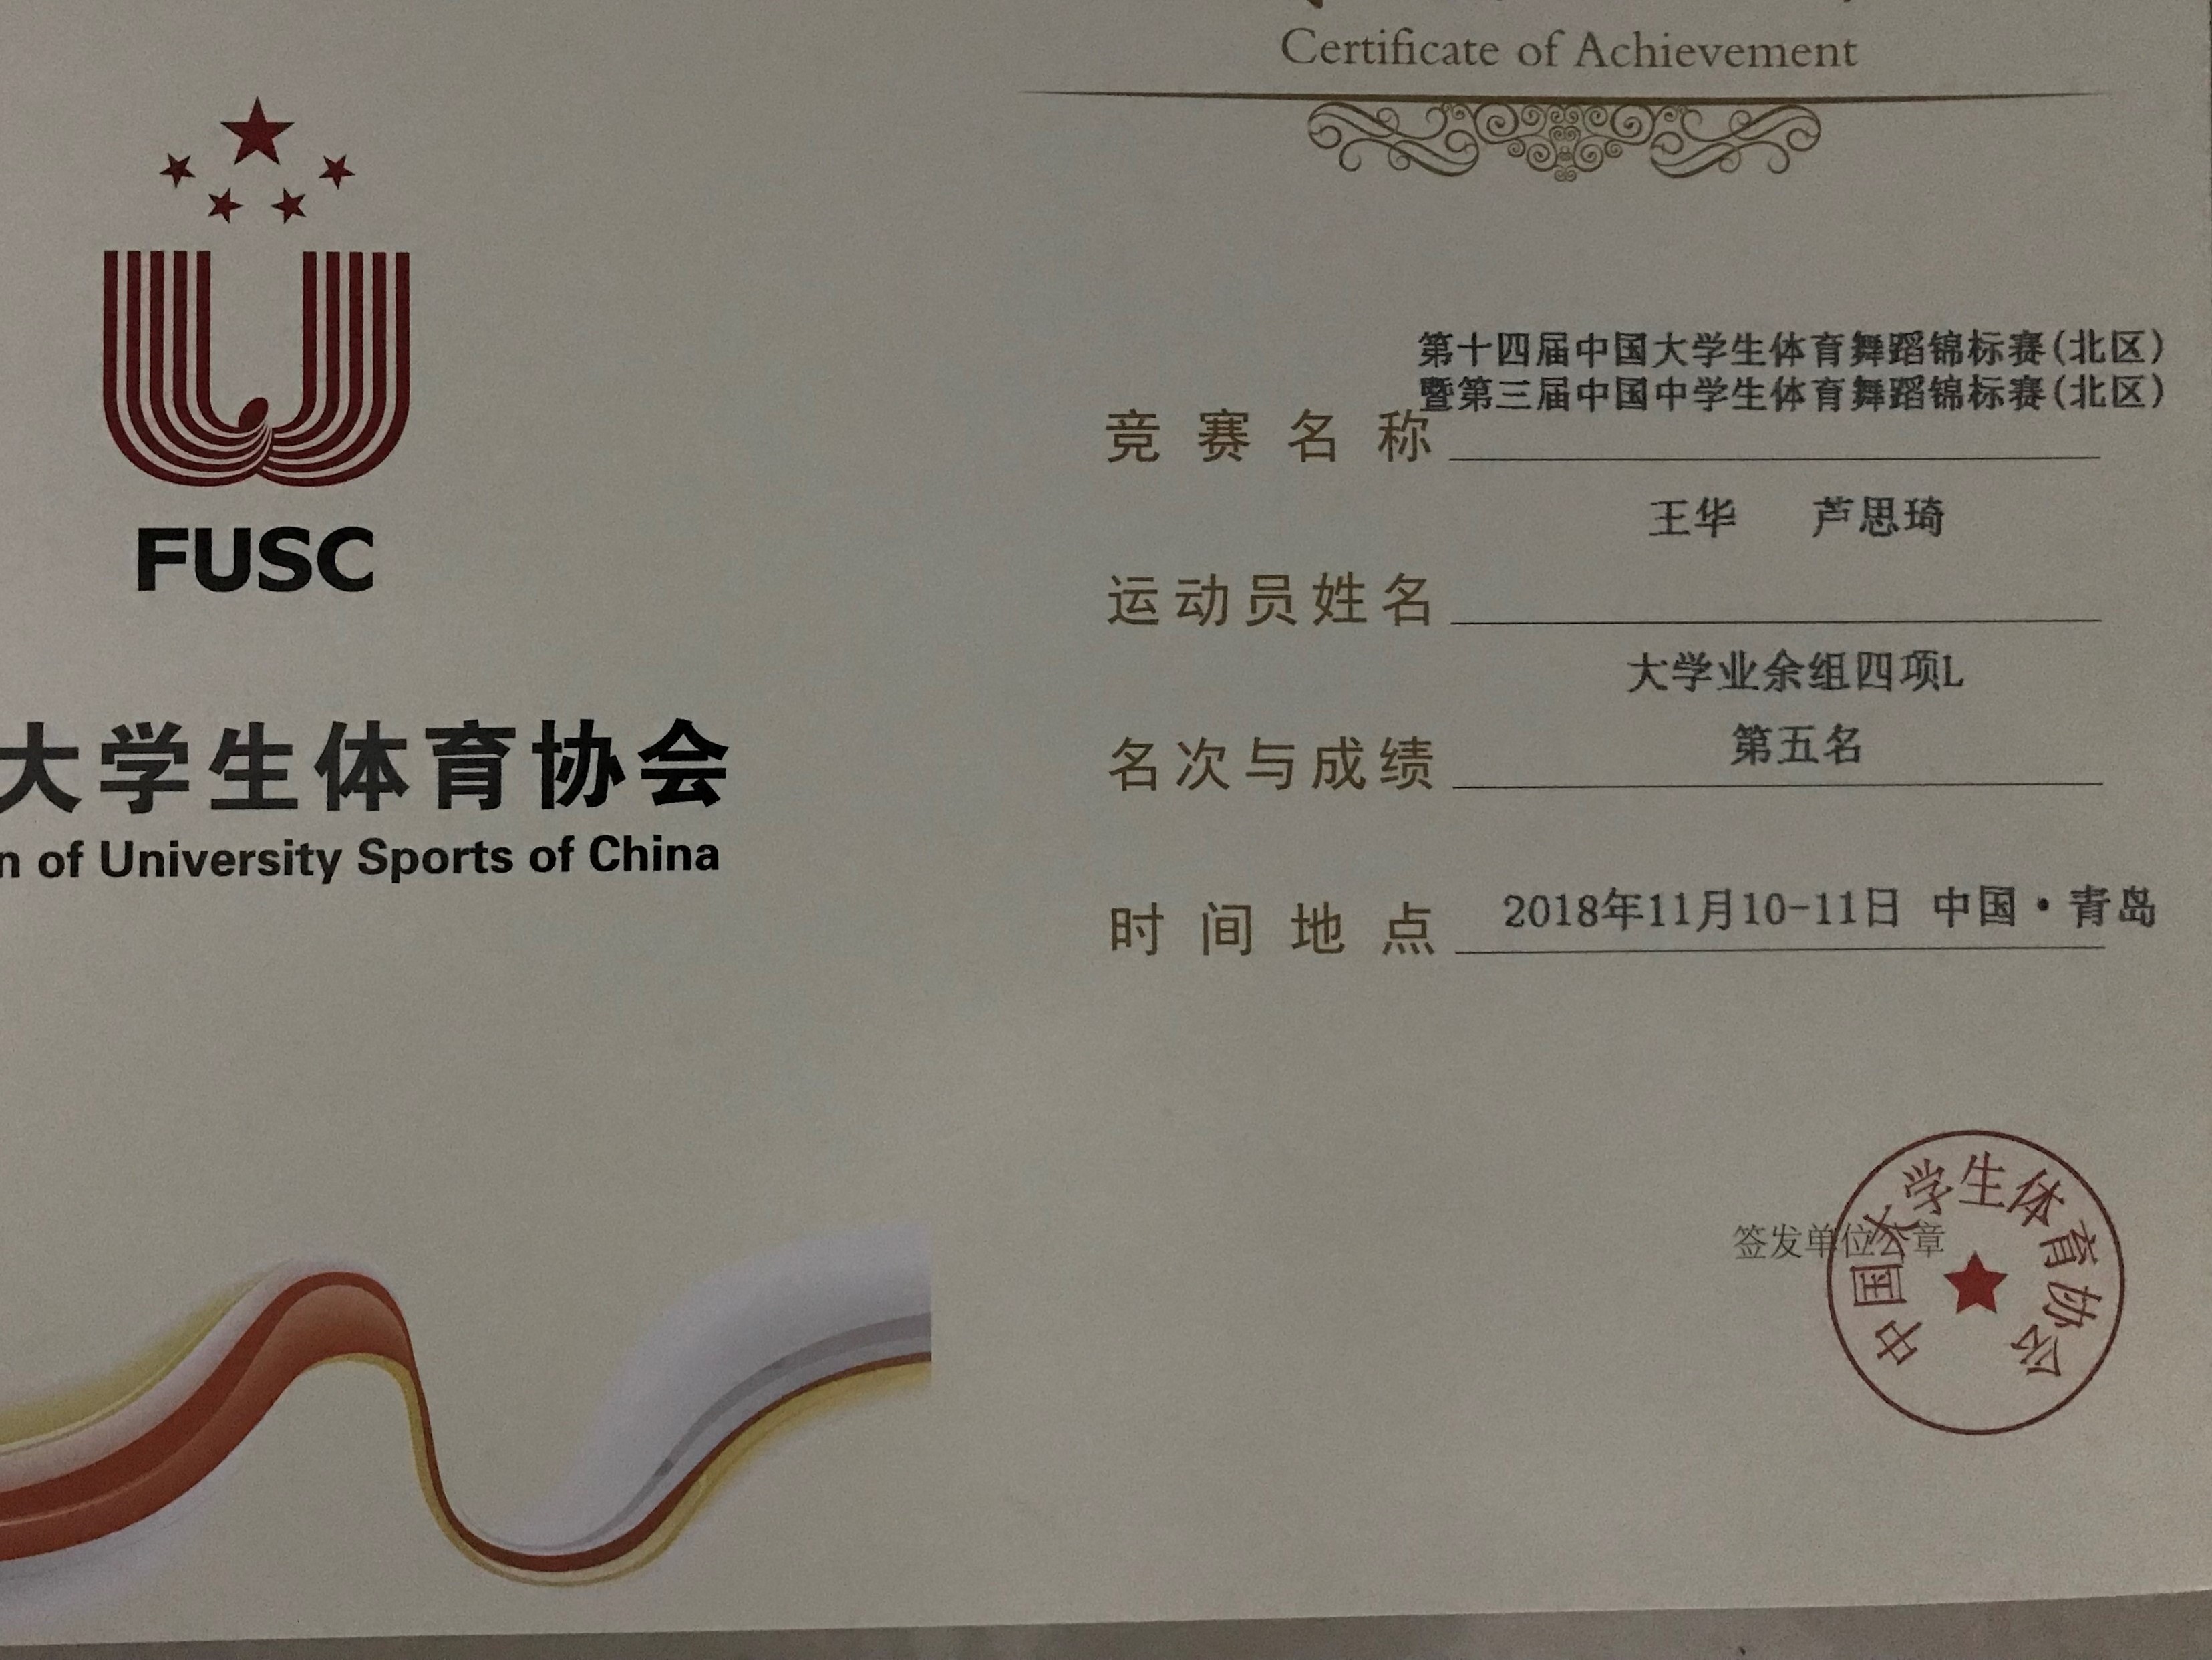 FUSC
大学生体育协会
n of University Sports of China
Certificate of Achievement
第十四届中国大学生体育舞蹈锦标赛(北区)
暨第三届中国中学生体育舞蹈锦标赛(北区)
竞赛名称
王华 芦思琦
运动员姓名
大学业余组四项L
第五名
名次与成绩
时间地点 2018年11月10-11日 中国·青岛
签发单位公章
中国大学生体育协会